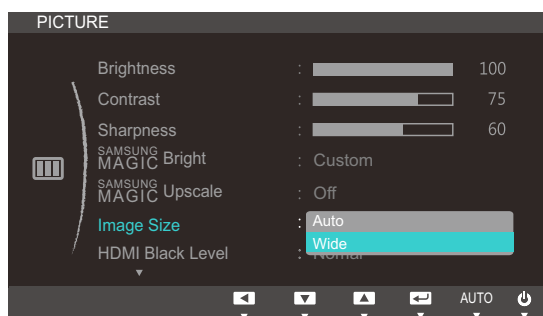 PICTURE
Brightness : 100
Contrast : 75
Sharpness : 60
SAMSUNG MAGIC Bright : Custom
SAMSUNG MAGIC Upscale : Off
Image Size : Auto
Wide
HDMI Black Level : Normal
AUTO